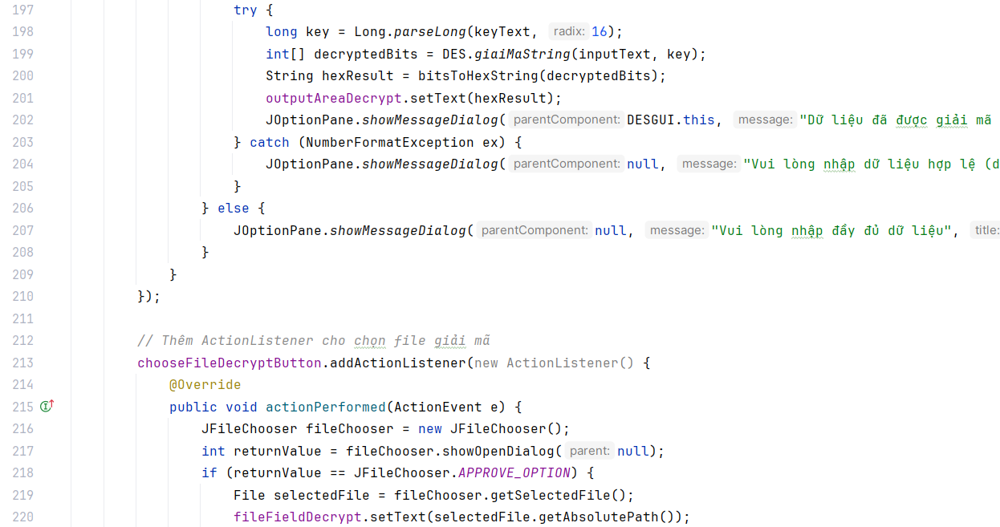 197 try {
198 long key = Long.parseLong(keyText, radix: 16);
199 int[] decryptedBits = DES.giaiMaString(inputText, key);
200 String hexResult = bitsToHexString(decryptedBits);
201 outputAreaDecrypt.setText(hexResult);
202 JOptionPane.showMessageDialog( parentComponent: DESGUI.this, message: "Dữ liệu đã được giải mã
203 } catch (NumberFormatException ex) {
204 JOptionPane.showMessageDialog( parentComponent: null, message: "Vui lòng nhập dữ liệu hợp lệ (d
205 }
206 } else {
207 JOptionPane.showMessageDialog( parentComponent: null, message: "Vui lòng nhập đầy đủ dữ liệu", title:
208 }
209 }
210 });
211
212 // Thêm ActionListener cho chọn file giải mã
213 chooseFileDecryptButton.addActionListener(new ActionListener() {
214 @Override
215 public void actionPerformed(ActionEvent e) {
216 JFileChooser fileChooser = new JFileChooser();
217 int returnValue = fileChooser.showOpenDialog( parent: null);
218 if (returnValue == JFileChooser.APPROVE_OPTION) {
219 File selectedFile = fileChooser.getSelectedFile();
220 fileFieldDecrypt.setText(selectedFile.getAbsolutePath());